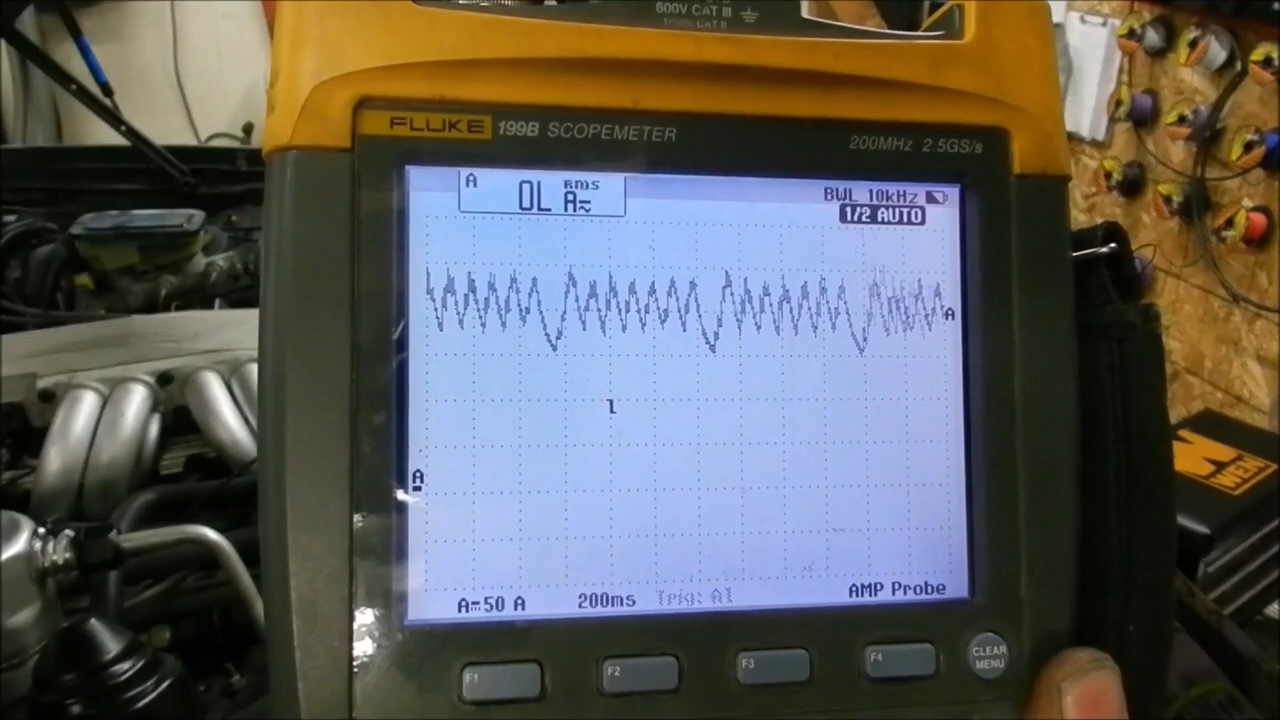 600V CAT III
FLUKE 199B SCOPEMETER
200MHz 2.5GS/s
A OL rms A≂
BWL 10kHz
1/2 AUTO
A
1
A
A≂50 A 200ms Trig: A1 AMP Probe
F1 F2 F3 F4 CLEAR MENU
WEN